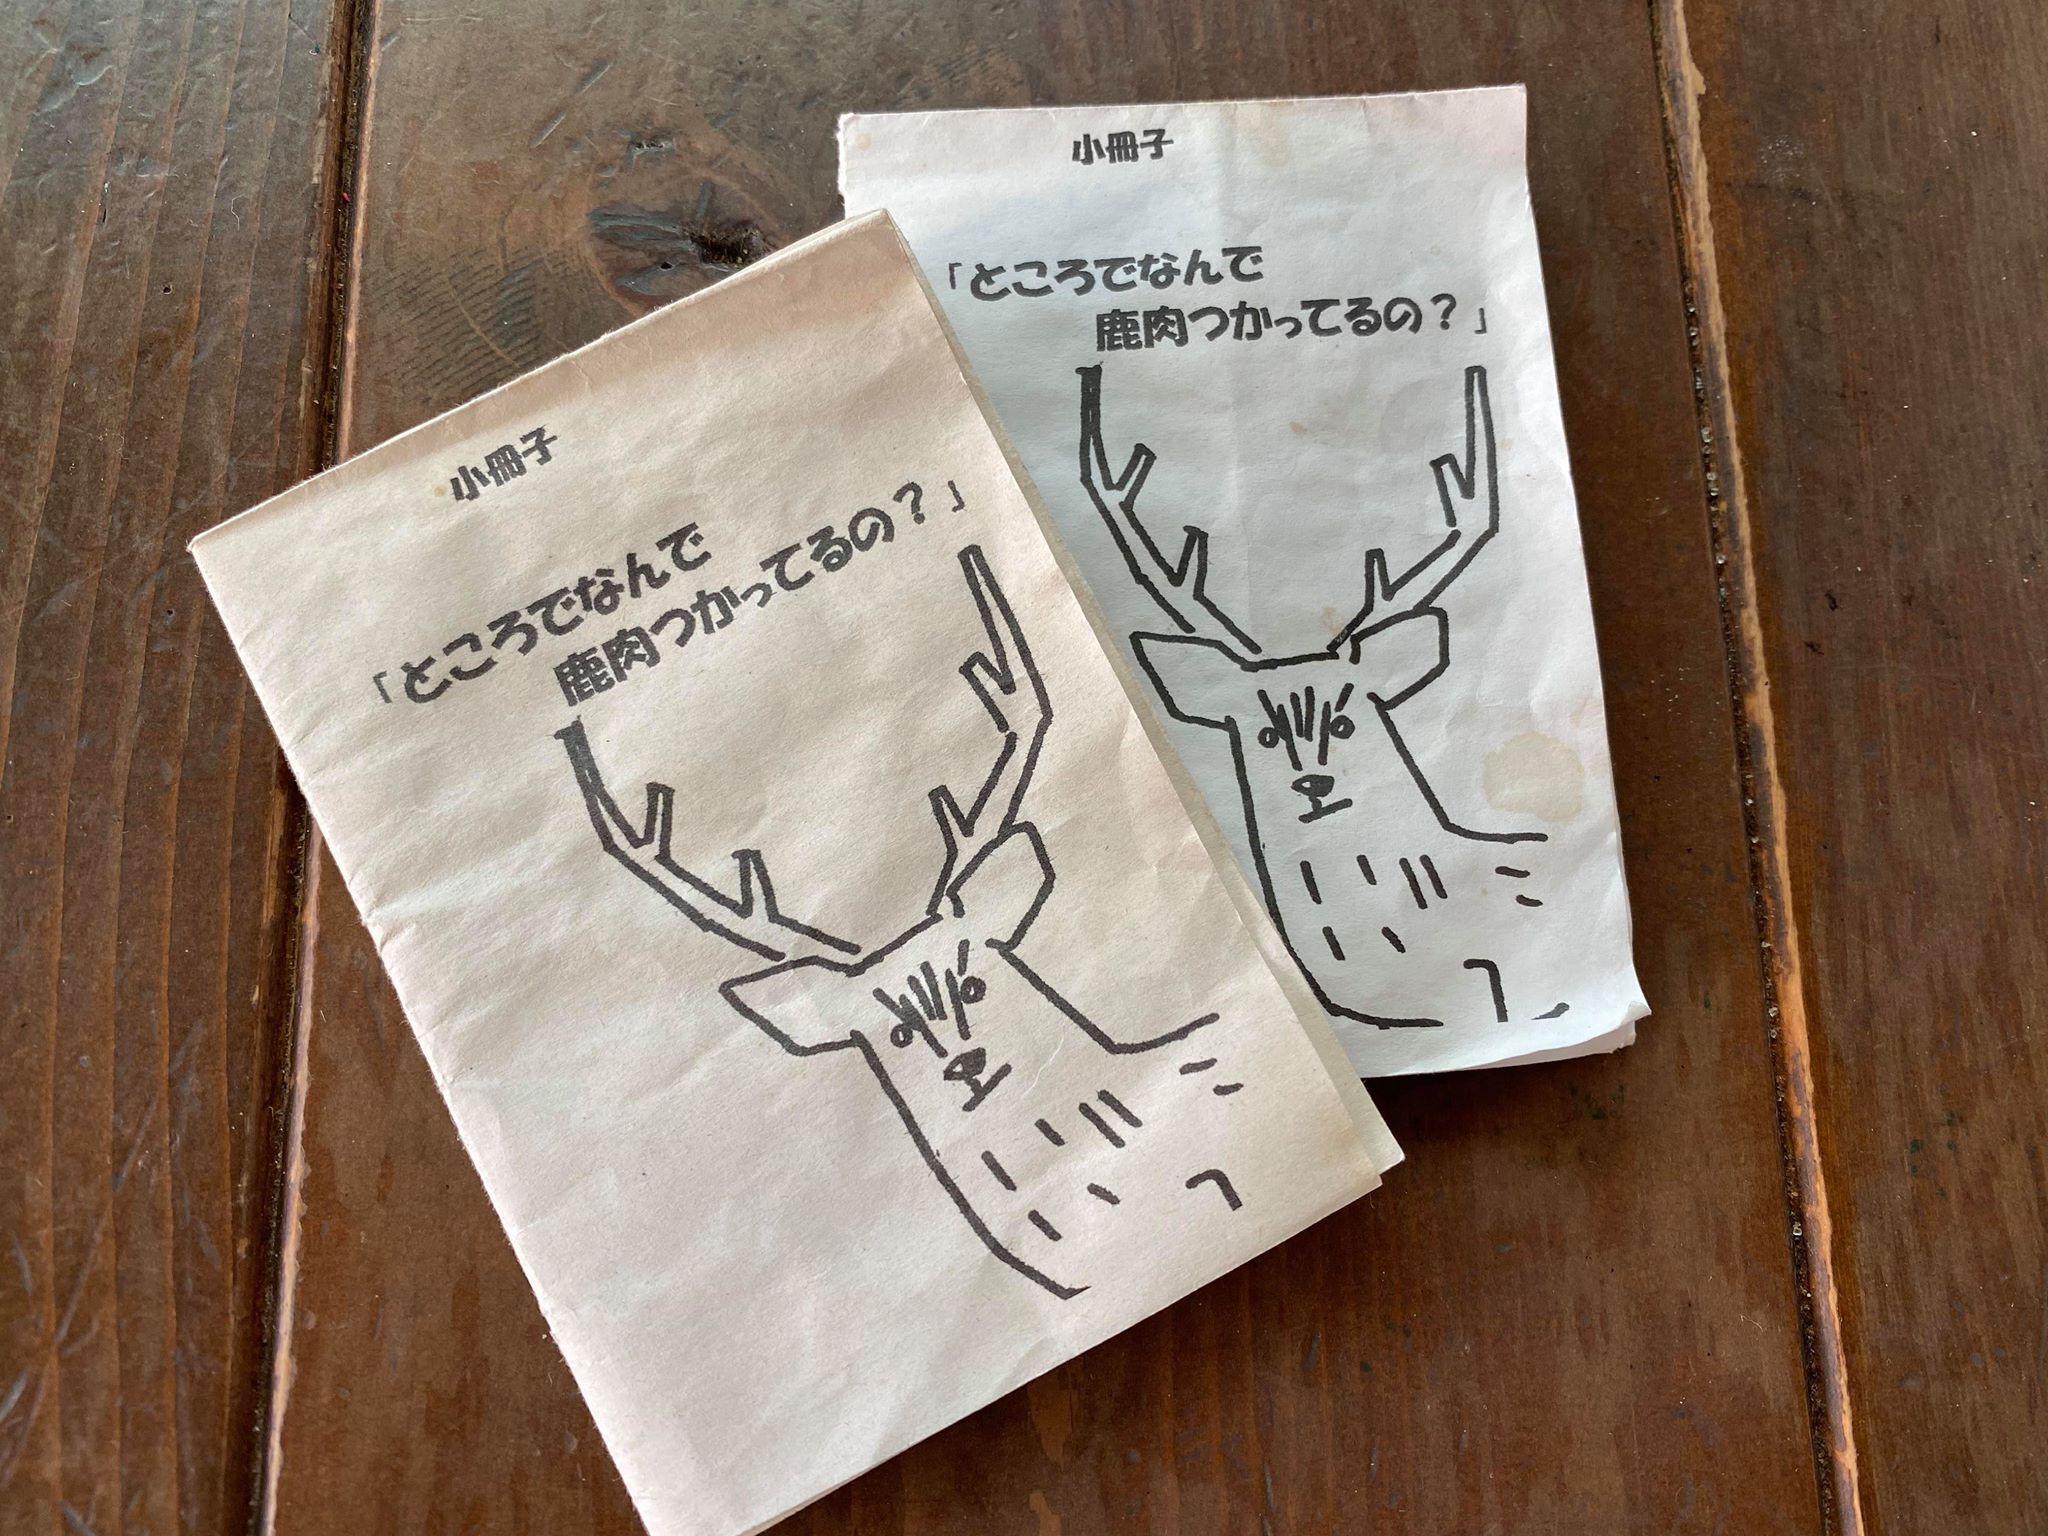 小冊子
「ところでなんで
鹿肉つかってるの？」
小冊子
「ところでなんで
鹿肉つかってるの？」